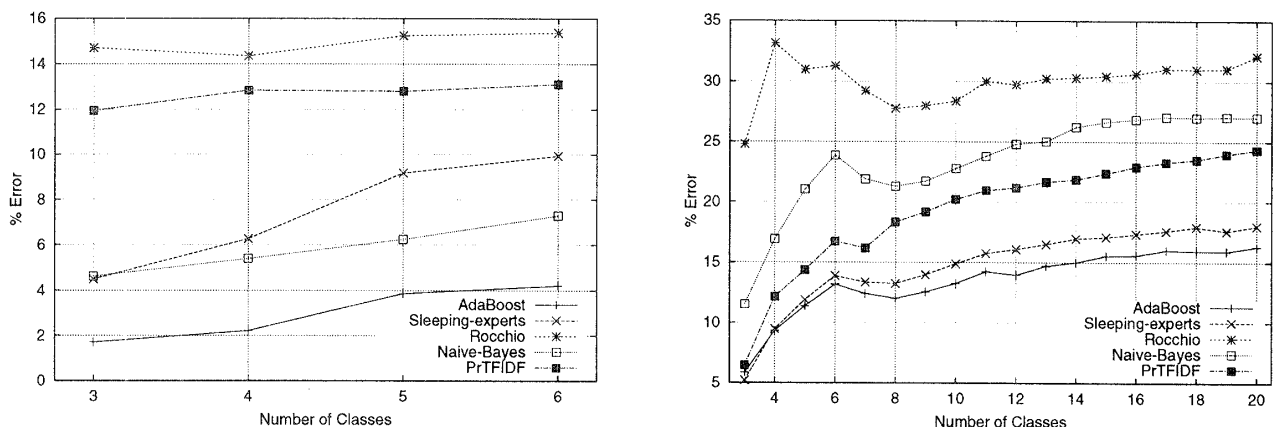 16
14
12
10
8
6
4
2
0
% Error
3
4
5
6
Number of Classes
AdaBoost
Sleeping-experts
Rocchio
Naive-Bayes
PrTFIDF
35
30
25
20
15
10
5
% Error
4
6
8
10
12
14
16
18
20
Number of Classes
AdaBoost
Sleeping-experts
Rocchio
Naive-Bayes
PrTFIDF